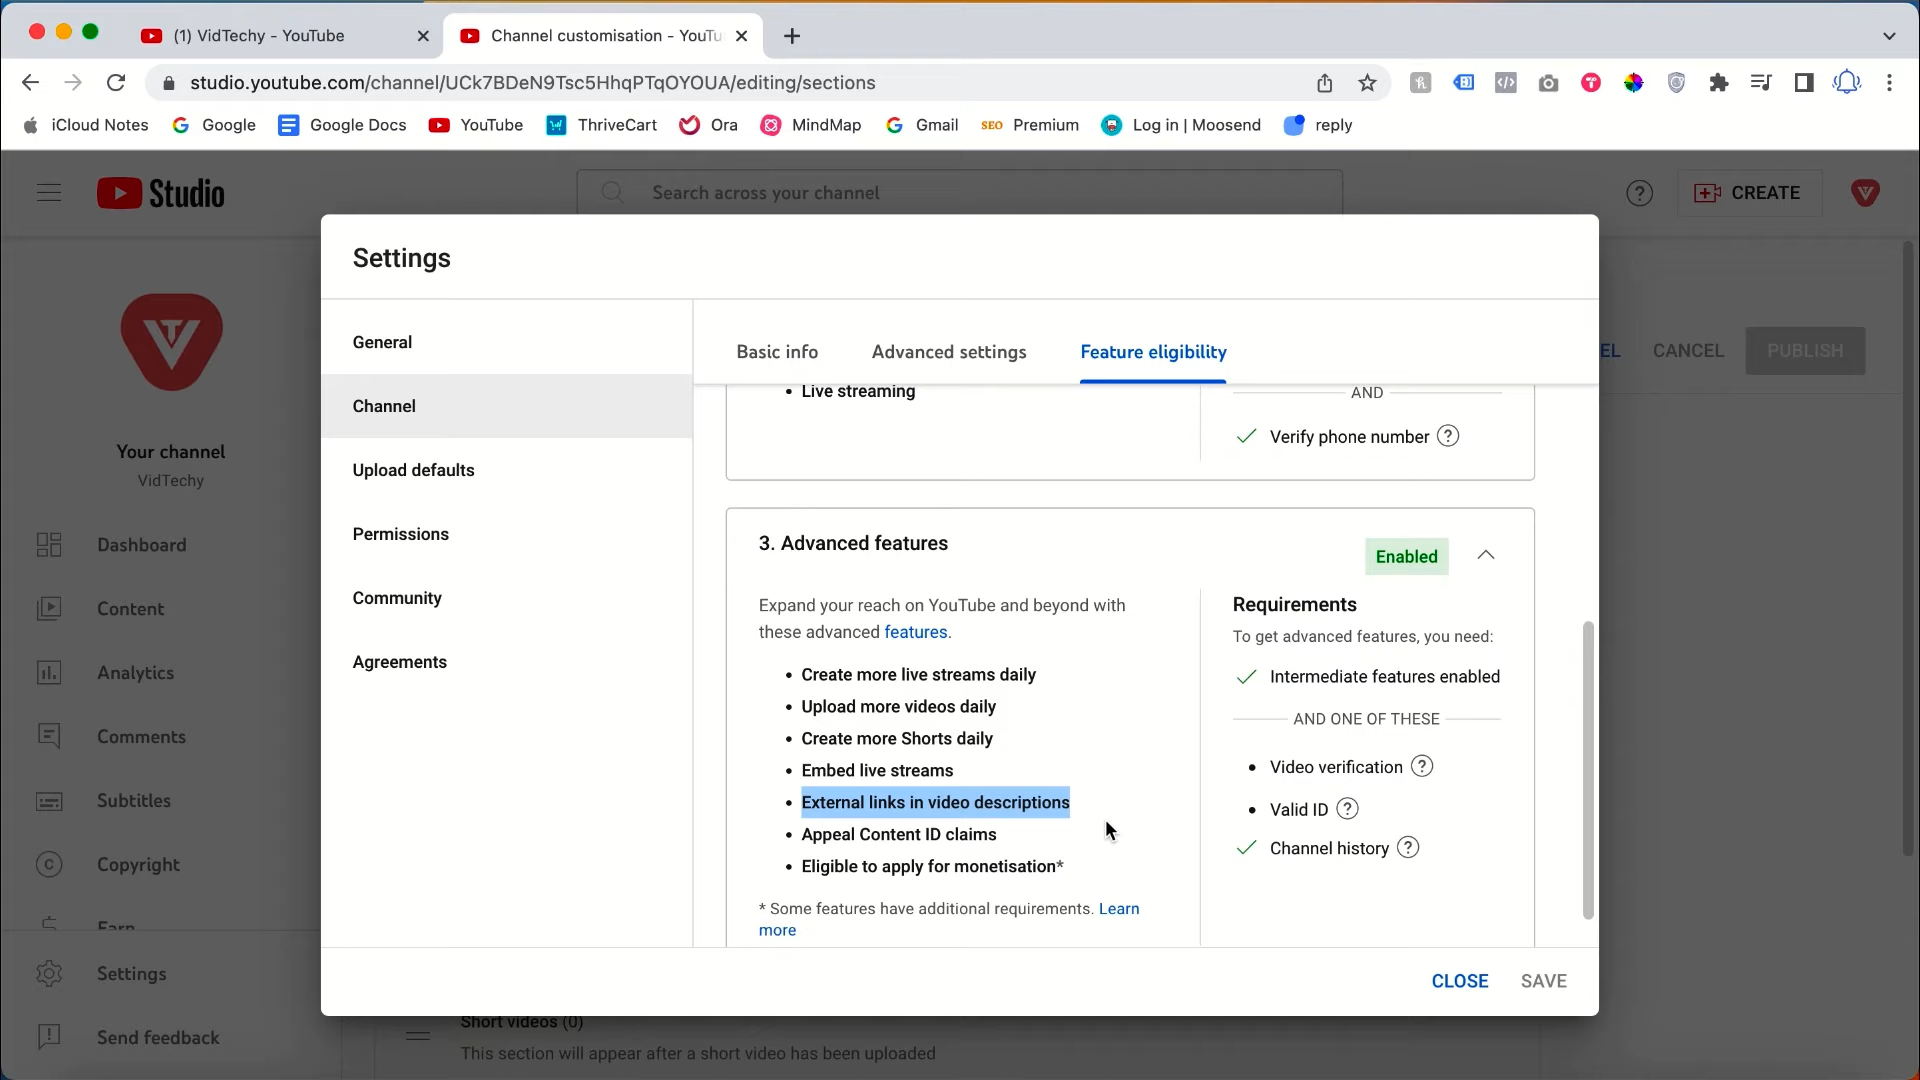 (1) VidTechy - YouTube
Channel customisation - YouTu
studio.youtube.com/channel/UCk7BDeN9Tsc5HhqPTqOYOUA/editing/sections
iCloud Notes Google Google Docs YouTube ThriveCart Ora MindMap Gmail SEO Premium Log in | Moosend reply
Studio
Search across your channel
CREATE
Settings
General
Channel
Upload defaults
Permissions
Community
Agreements
Basic info Advanced settings Feature eligibility
EL CANCEL PUBLISH
Your channel
VidTechy
Dashboard
Content
Analytics
Comments
Subtitles
Copyright
Earn
Settings
Send feedback
• Live streaming
AND
Verify phone number
3. Advanced features
Enabled
Expand your reach on YouTube and beyond with
these advanced features.
• Create more live streams daily
• Upload more videos daily
• Create more Shorts daily
• Embed live streams
• External links in video descriptions
• Appeal Content ID claims
• Eligible to apply for monetisation*
* Some features have additional requirements. Learn
more
Requirements
To get advanced features, you need:
Intermediate features enabled
AND ONE OF THESE
• Video verification
• Valid ID
Channel history
CLOSE SAVE
Short videos (0)
This section will appear after a short video has been uploaded